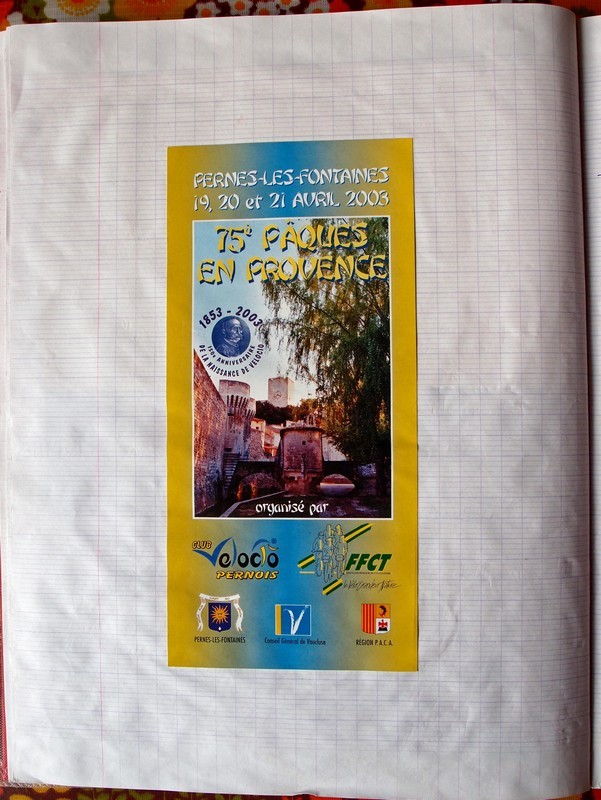 PERNES-LES-FONTAINES
19, 20 et 21 AVRIL 2003
75e PÂQUES
EN PROVENCE
1853 - 2003
150e ANNIVERSAIRE
DE LA NAISSANCE DE VELOCIO
organisé par
CLUB
Velocio
PERNOIS
FFCT
PERNES-LES-FONTAINES
Conseil Général de Vaucluse
RÉGION P.A.C.A.